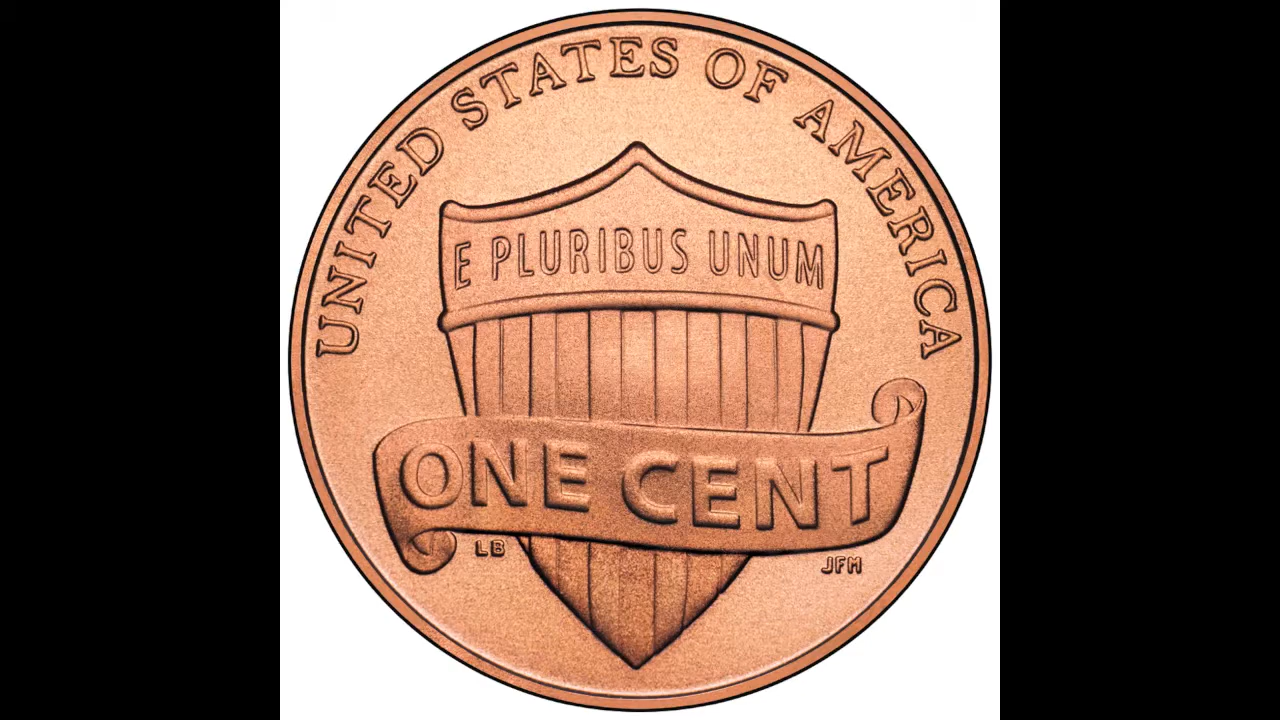 UNITED STATES OF AMERICA
E PLURIBUS UNUM
ONE CENT
LB
JFM